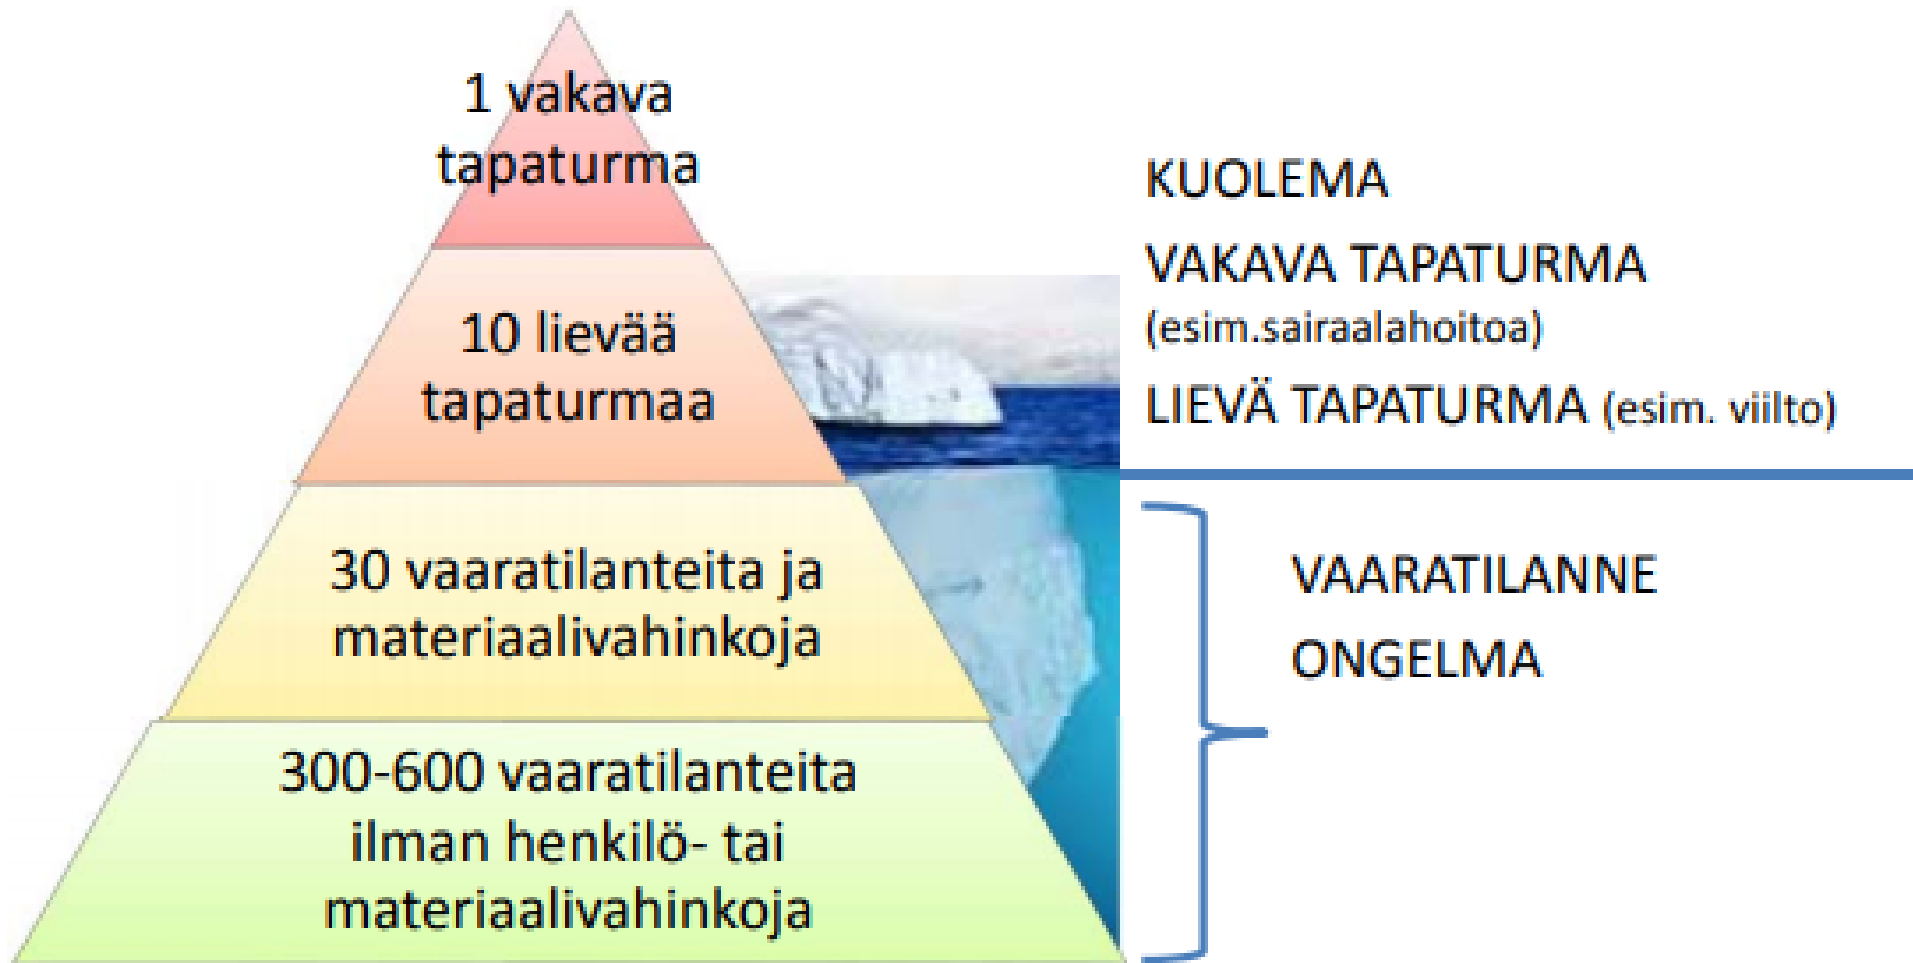 1 vakava
tapaturma
10 lievää
tapaturmaa
30 vaaratilanteita ja
materiaalivahinkoja
300-600 vaaratilanteita
ilman henkilö- tai
materiaalivahinkoja
KUOLEMA
VAKAVA TAPATURMA
(esim.sairaalahoitoa)
LIEVÄ TAPATURMA (esim. viilto)
VAARATILANNE
ONGELMA